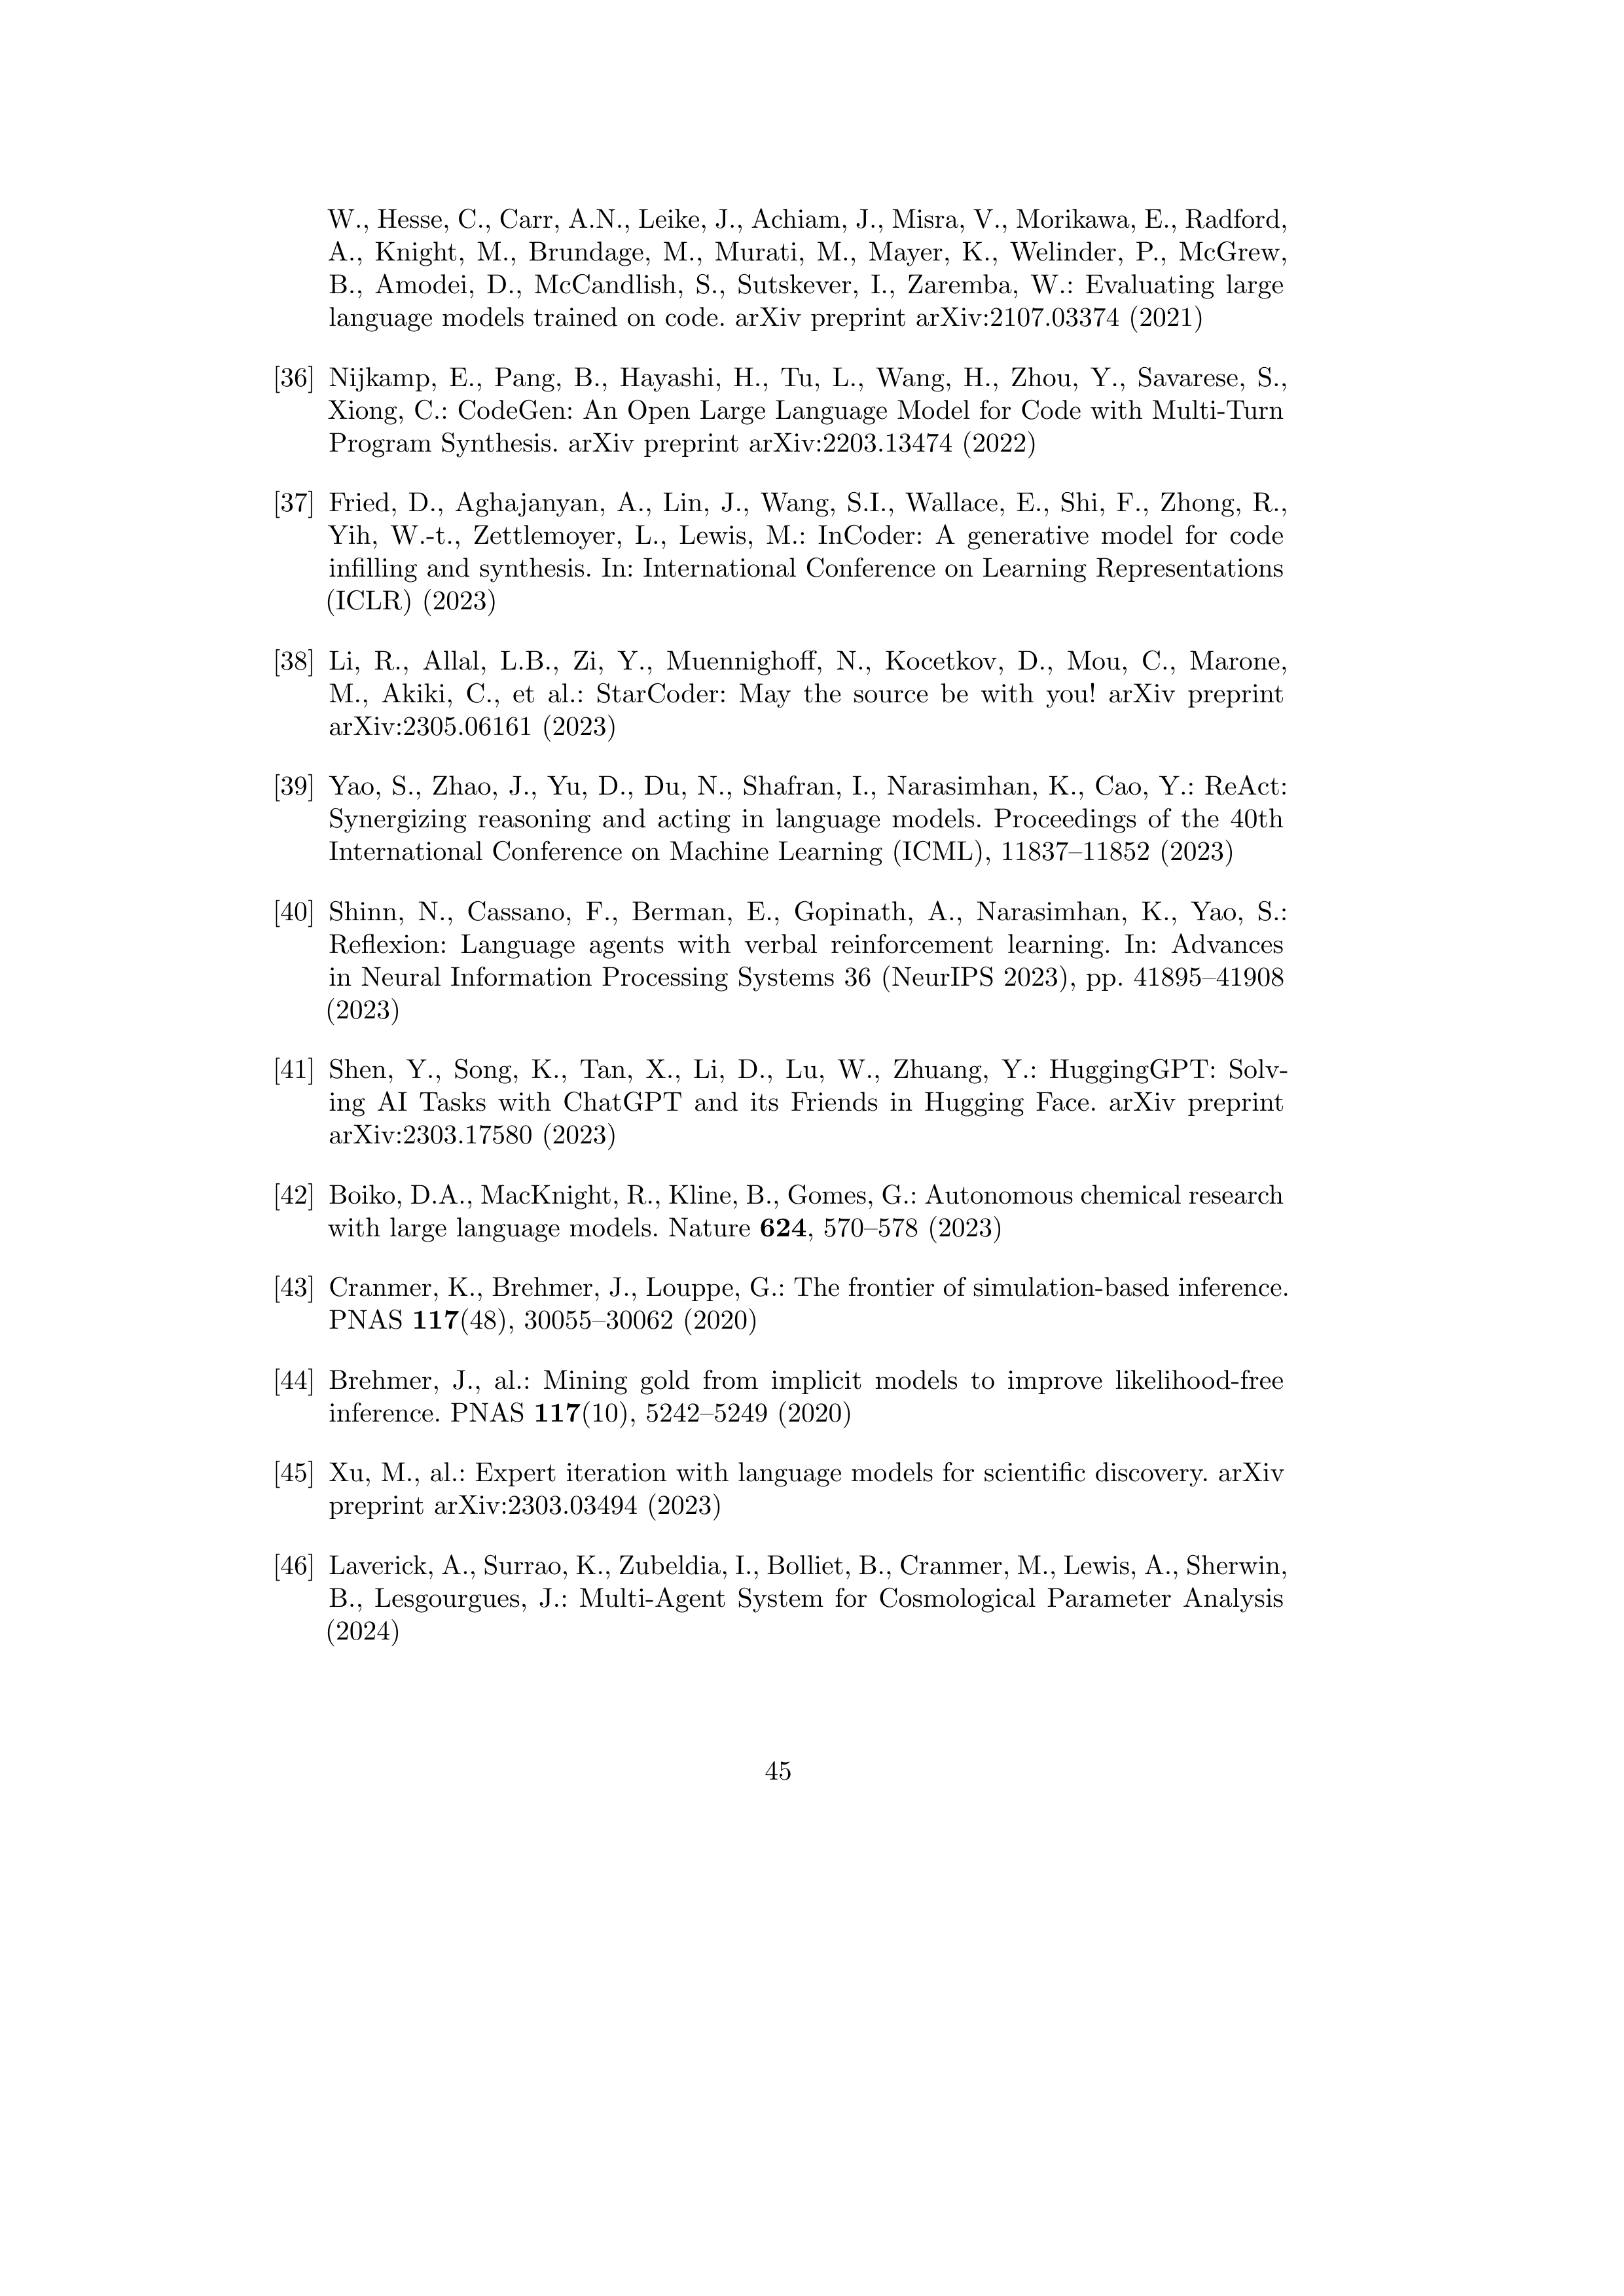 W., Hesse, C., Carr, A.N., Leike, J., Achiam, J., Misra, V., Morikawa, E., Radford,
A., Knight, M., Brundage, M., Murati, M., Mayer, K., Welinder, P., McGrew,
B., Amodei, D., McCandlish, S., Sutskever, I., Zaremba, W.: Evaluating large
language models trained on code. arXiv preprint arXiv:2107.03374 (2021)
[36] Nijkamp, E., Pang, B., Hayashi, H., Tu, L., Wang, H., Zhou, Y., Savarese, S.,
Xiong, C.: CodeGen: An Open Large Language Model for Code with Multi-Turn
Program Synthesis. arXiv preprint arXiv:2203.13474 (2022)
[37] Fried, D., Aghajanyan, A., Lin, J., Wang, S.I., Wallace, E., Shi, F., Zhong, R.,
Yih, W.-t., Zettlemoyer, L., Lewis, M.: InCoder: A generative model for code
infilling and synthesis. In: International Conference on Learning Representations
(ICLR) (2023)
[38] Li, R., Allal, L.B., Zi, Y., Muennighoff, N., Kocetkov, D., Mou, C., Marone,
M., Akiki, C., et al.: StarCoder: May the source be with you! arXiv preprint
arXiv:2305.06161 (2023)
[39] Yao, S., Zhao, J., Yu, D., Du, N., Shafran, I., Narasimhan, K., Cao, Y.: ReAct:
Synergizing reasoning and acting in language models. Proceedings of the 40th
International Conference on Machine Learning (ICML), 11837–11852 (2023)
[40] Shinn, N., Cassano, F., Berman, E., Gopinath, A., Narasimhan, K., Yao, S.:
Reflexion: Language agents with verbal reinforcement learning. In: Advances
in Neural Information Processing Systems 36 (NeurIPS 2023), pp. 41895–41908
(2023)
[41] Shen, Y., Song, K., Tan, X., Li, D., Lu, W., Zhuang, Y.: HuggingGPT: Solv-
ing AI Tasks with ChatGPT and its Friends in Hugging Face. arXiv preprint
arXiv:2303.17580 (2023)
[42] Boiko, D.A., MacKnight, R., Kline, B., Gomes, G.: Autonomous chemical research
with large language models. Nature 624, 570–578 (2023)
[43] Cranmer, K., Brehmer, J., Louppe, G.: The frontier of simulation-based inference.
PNAS 117(48), 30055–30062 (2020)
[44] Brehmer, J., al.: Mining gold from implicit models to improve likelihood-free
inference. PNAS 117(10), 5242–5249 (2020)
[45] Xu, M., al.: Expert iteration with language models for scientific discovery. arXiv
preprint arXiv:2303.03494 (2023)
[46] Laverick, A., Surrao, K., Zubeldia, I., Bolliet, B., Cranmer, M., Lewis, A., Sherwin,
B., Lesgourgues, J.: Multi-Agent System for Cosmological Parameter Analysis
(2024)
45